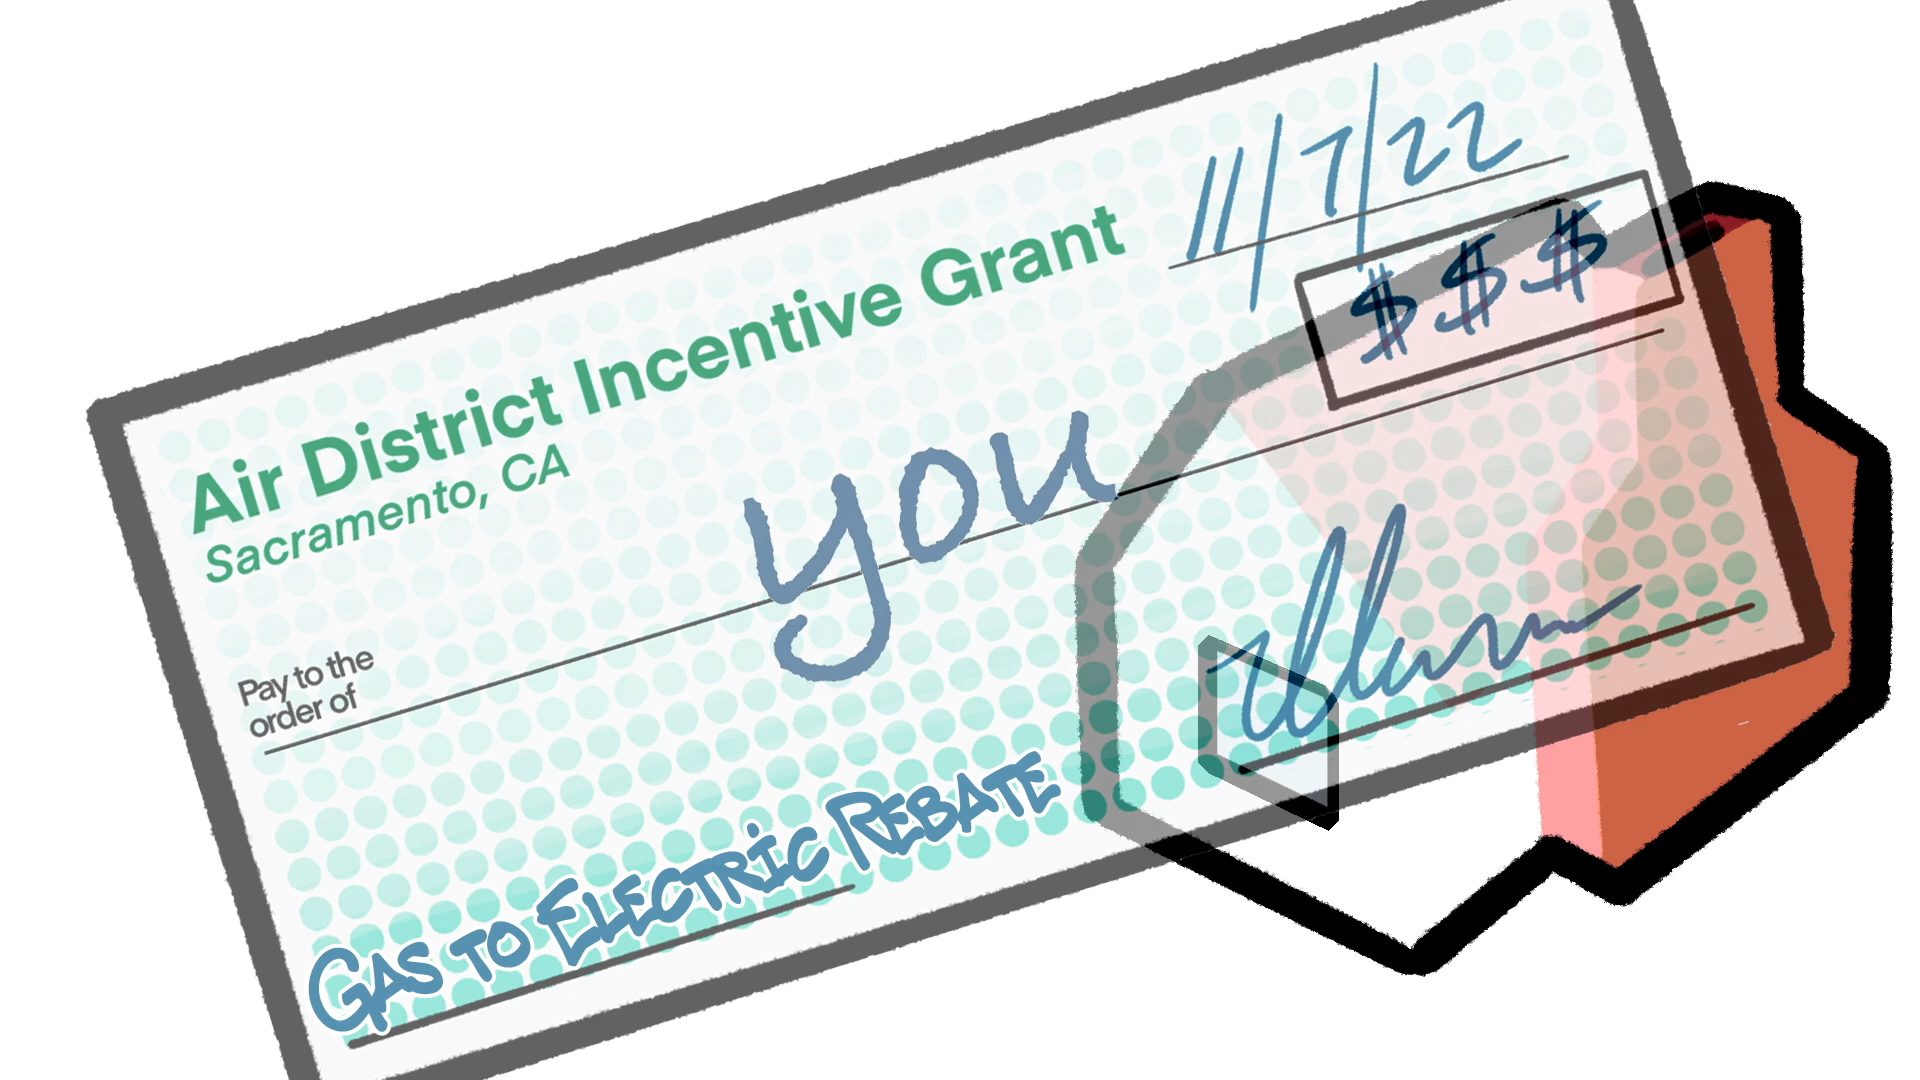 11/7/22
Air District Incentive Grant
$$$
Sacramento, CA
Pay to the
order of
you
Gas to Electric Rebate